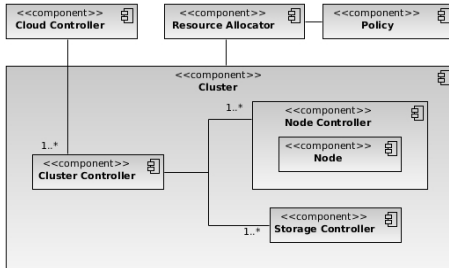 <<component>>
Cloud Controller
<<component>>
Resource Allocator
<<component>>
Policy
<<component>>
Cluster
1..*
<<component>>
Node Controller
<<component>>
Node
1..*
<<component>>
Cluster Controller
<<component>>
Storage Controller
1..*